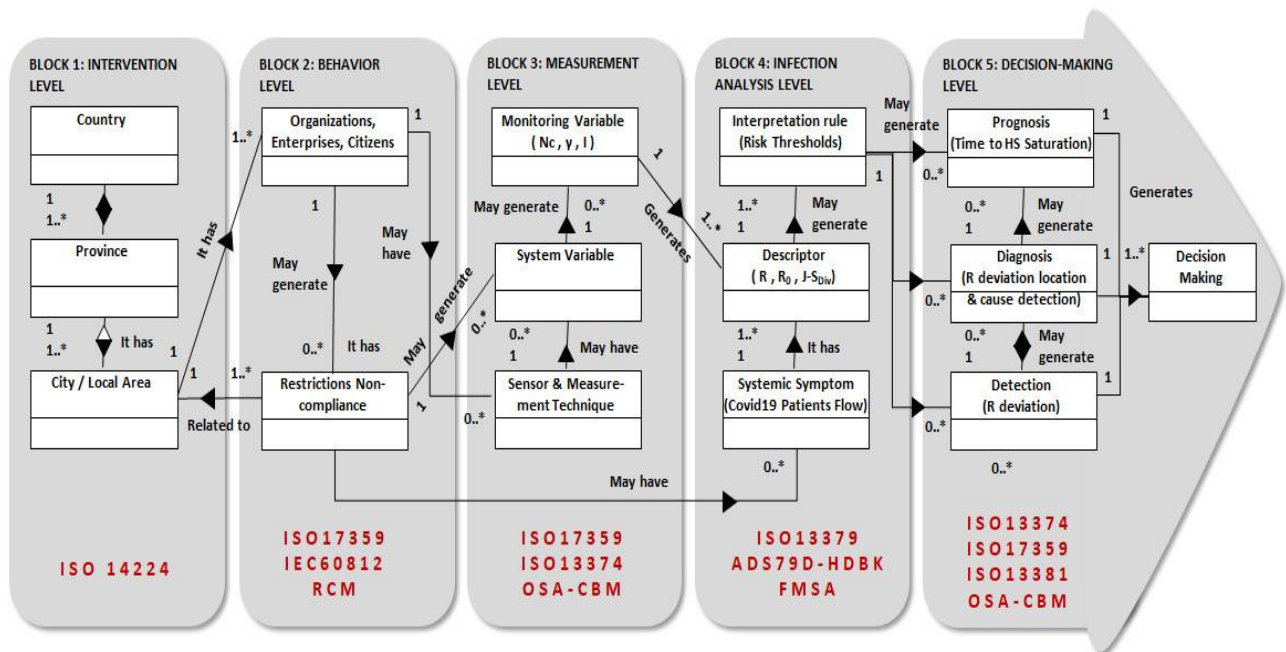 BLOCK 1: INTERVENTION
LEVEL
Country
1
1..*
Province
1
1..*
It has
City / Local Area
1
ISO 14224
1
It has
1..*
BLOCK 2: BEHAVIOR
LEVEL
Organizations,
Enterprises, Citizens
1
1
May
generate
May
have
0..*
It has
1..*
Related to
Restrictions Non-
compliance
1
May generate
0..*
May have
ISO17359
IEC60812
RCM
BLOCK 3: MEASUREMENT
LEVEL
Monitoring Variable
( Nc , γ , I )
May generate
0..*
1
System Variable
0..*
1
May have
Sensor & Measure-
ment Technique
0..*
1
Generates
1..*
ISO17359
ISO13374
OSA-CBM
BLOCK 4: INFECTION
ANALYSIS LEVEL
Interpretation rule
(Risk Thresholds)
1
1..*
1
May
generate
Descriptor
( R , R0 , J-SDiv)
1..*
1
It has
Systemic Symptom
(Covid19 Patients Flow)
0..*
ISO13379
ADS79D-HDBK
FMSA
BLOCK 5: DECISION-MAKING
LEVEL
May
generate
0..*
Prognosis
(Time to HS Saturation)
1
Generates
0..*
1
May
generate
Diagnosis
(R deviation location
& cause detection)
0..*
1
1..*
Decision
Making
0..*
1
May
generate
Detection
(R deviation)
0..*
1
0..*
ISO13374
ISO17359
ISO13381
OSA-CBM